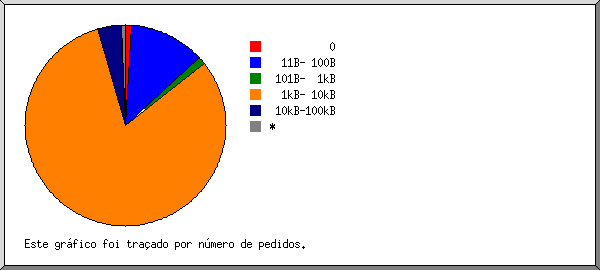 0
11B- 100B
101B-  1kB
1kB- 10kB
10kB-100kB
*
Este gráfico foi traçado por número de pedidos.